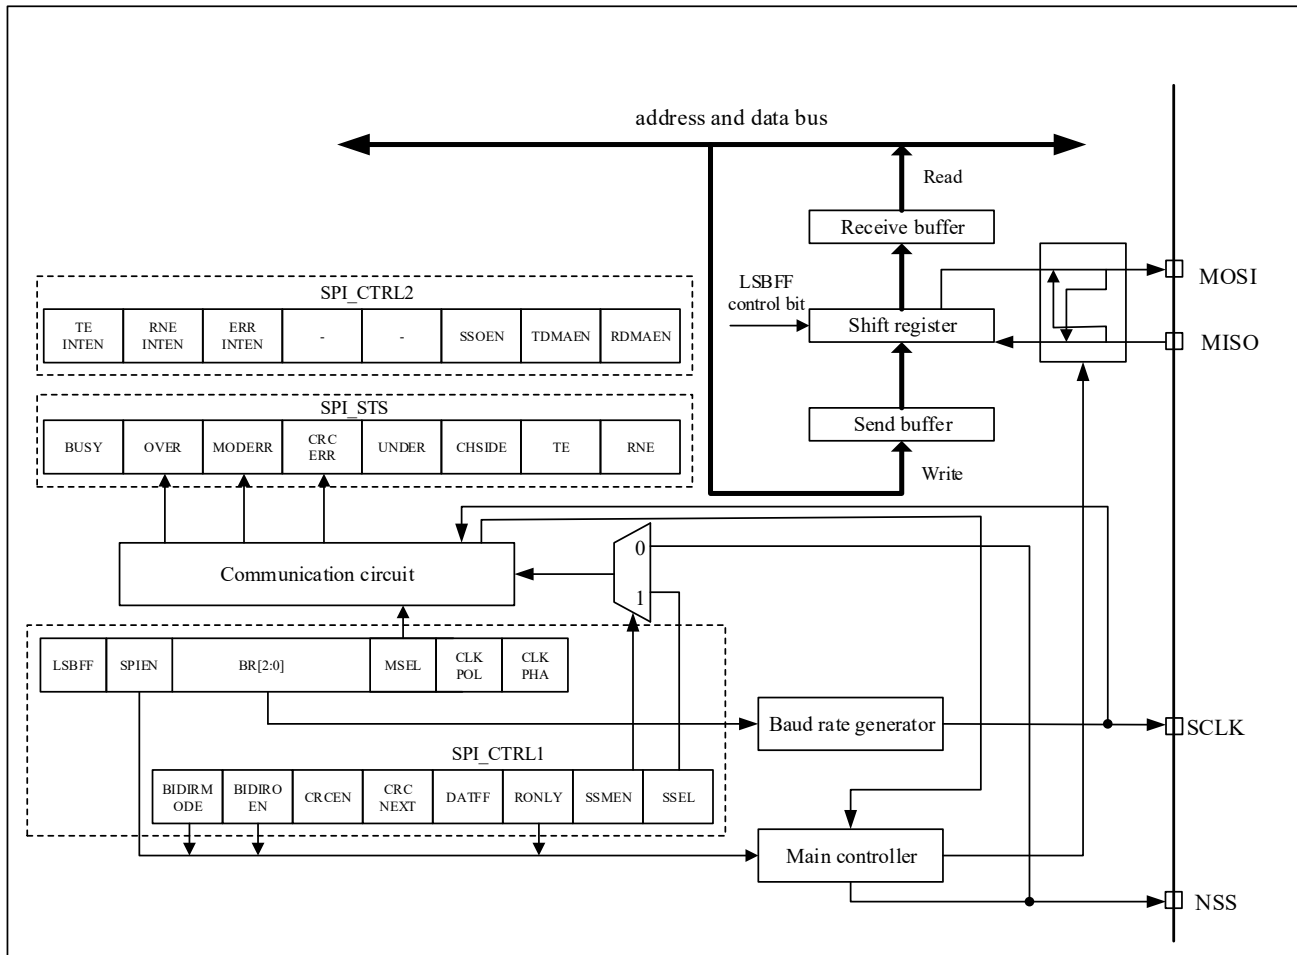 address and data bus
Read
Receive buffer
LSBFF
control bit
Shift register
MOSI
MISO
Send buffer
Write
SPI_CTRL2
TE
INTEN
RNE
INTEN
ERR
INTEN
-
-
SSOEN
TDMAEN
RDMAEN
SPI_STS
BUSY
OVER
MODERR
CRC
ERR
UNDER
CHSIDE
TE
RNE
Communication circuit
0
1
LSBFF
SPIEN
BR[2:0]
MSEL
CLK
POL
CLK
PHA
Baud rate generator
SCLK
SPI_CTRL1
BIDIRM
ODE
BIDIRO
EN
CRCEN
CRC
NEXT
DATFF
RONLY
SSMEN
SSEL
Main controller
NSS